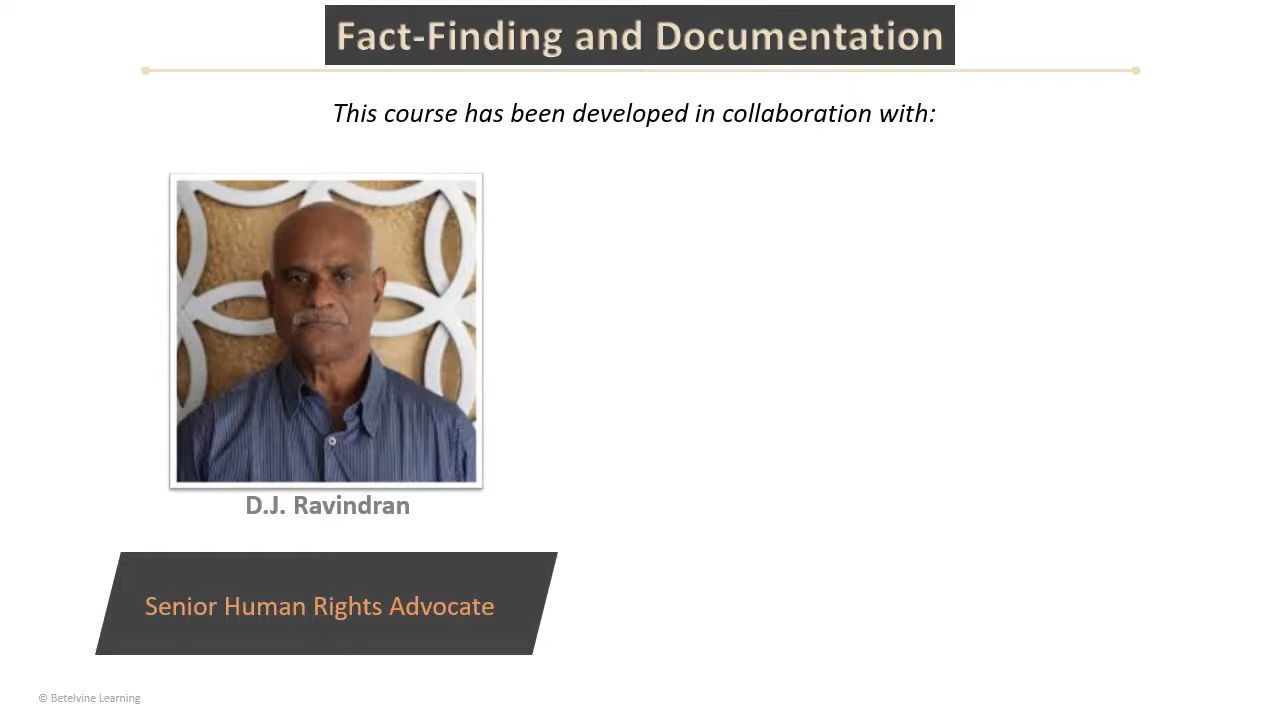 Fact-Finding and Documentation
This course has been developed in collaboration with:
D.J. Ravindran
Senior Human Rights Advocate
© Betelvine Learning